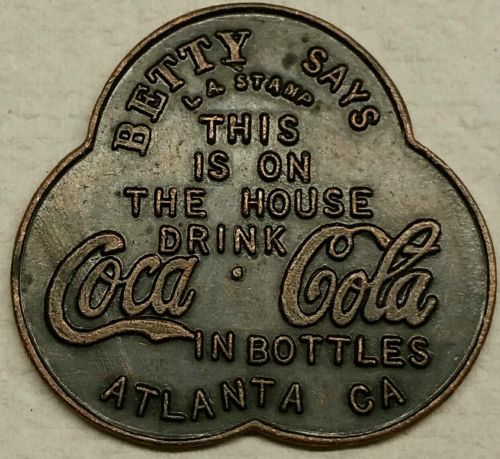 BETTY SAYS
L.A. STAMP
THIS
IS ON
THE HOUSE
DRINK
Coca · Cola
IN BOTTLES
ATLANTA GA